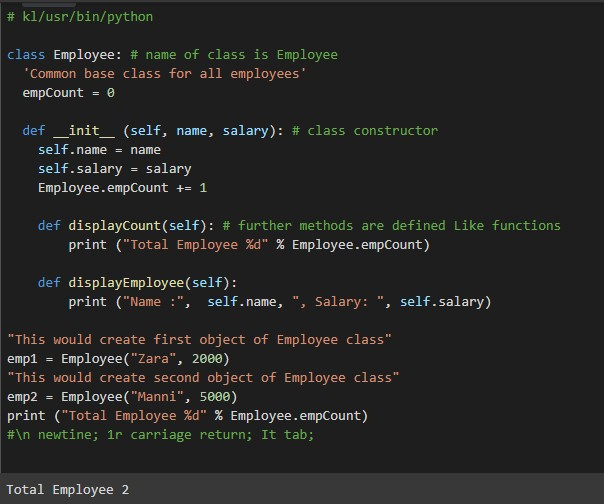 # kl/usr/bin/python
class Employee: # name of class is Employee
'Common base class for all employees'
empCount = 0
def __init__ (self, name, salary): # class constructor
self.name = name
self.salary = salary
Employee.empCount += 1
def displayCount(self): # further methods are defined Like functions
print ("Total Employee %d" % Employee.empCount)
def displayEmployee(self):
print ("Name :",  self.name, ", Salary: ", self.salary)
"This would create first object of Employee class"
emp1 = Employee("Zara", 2000)
"This would create second object of Employee class"
emp2 = Employee("Manni", 5000)
print ("Total Employee %d" % Employee.empCount)
#\n newtine; 1r carriage return; It tab;
Total Employee 2